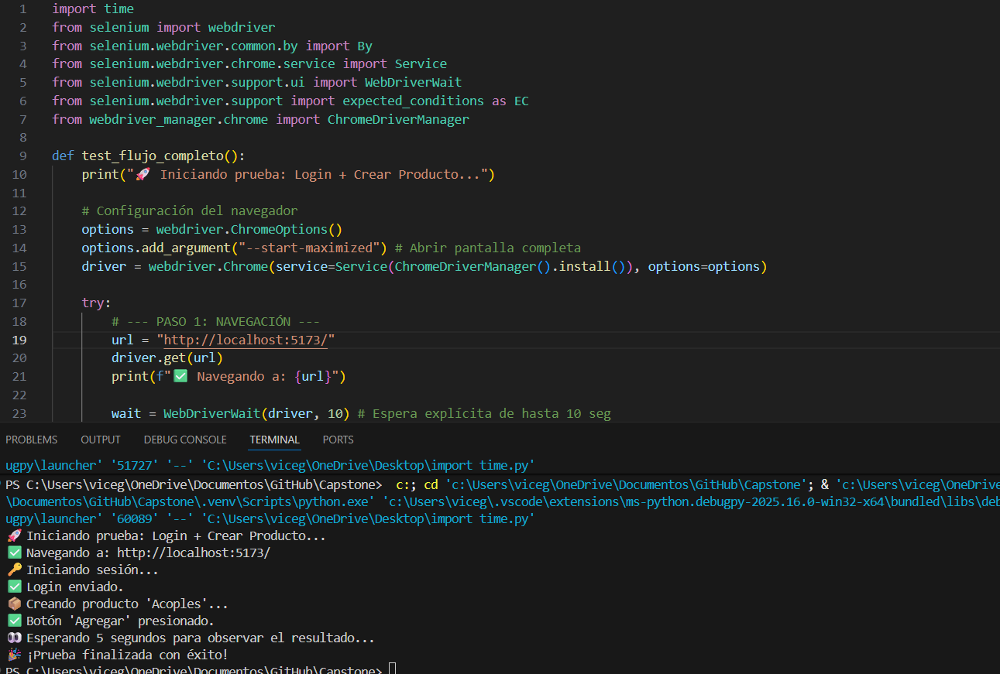 1 import time
2 from selenium import webdriver
3 from selenium.webdriver.common.by import By
4 from selenium.webdriver.chrome.service import Service
5 from selenium.webdriver.support.ui import WebDriverWait
6 from selenium.webdriver.support import expected_conditions as EC
7 from webdriver_manager.chrome import ChromeDriverManager
8
9 def test_flujo_completo():
10     print("🚀 Iniciando prueba: Login + Crear Producto...")
11
12     # Configuración del navegador
13     options = webdriver.ChromeOptions()
14     options.add_argument("--start-maximized") # Abrir pantalla completa
15     driver = webdriver.Chrome(service=Service(ChromeDriverManager().install()), options=options)
16
17     try:
18         # --- PASO 1: NAVEGACIÓN ---
19         url = "http://localhost:5173/"
20         driver.get(url)
21         print(f"✅ Navegando a: {url}")
22
23         wait = WebDriverWait(driver, 10) # Espera explícita de hasta 10 seg
PROBLEMS OUTPUT DEBUG CONSOLE TERMINAL PORTS
ugpy\launcher' '51727' '--' 'C:\Users\viceg\OneDrive\Desktop\import time.py'
PS C:\Users\viceg\OneDrive\Documentos\GitHub\Capstone>  c:; cd 'c:\Users\viceg\OneDrive\Documentos\GitHub\Capstone'; & 'c:\Users\viceg\OneDrive
\Documentos\GitHub\Capstone\.venv\Scripts\python.exe' 'c:\Users\viceg\.vscode\extensions\ms-python.debugpy-2025.16.0-win32-x64\bundled\libs\deb
ugpy\launcher' '60089' '--' 'C:\Users\viceg\OneDrive\Desktop\import time.py'
🚀 Iniciando prueba: Login + Crear Producto...
✅ Navegando a: http://localhost:5173/
🔑 Iniciando sesión...
✅ Login enviado.
📦 Creando producto 'Acoples'...
✅ Botón 'Agregar' presionado.
👀 Esperando 5 segundos para observar el resultado...
🎉 ¡Prueba finalizada con éxito!
PS C:\Users\viceg\OneDrive\Documentos\GitHub\Capstone>